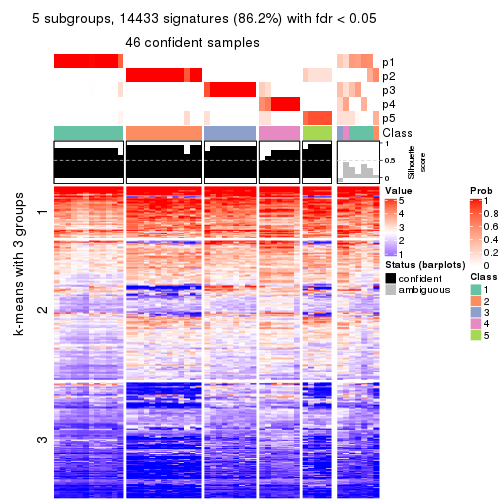 5 subgroups, 14433 signatures (86.2%) with fdr < 0.05
46 confident samples
p1
p2
p3
p4
p5
Class
1
0.5
0
Silhouette
score
k-means with 3 groups
1
2
3
Value
5
4
3
2
1
Status (barplots)
confident
ambiguous
Prob
1
0.8
0.6
0.4
0.2
0
Class
1
2
3
4
5